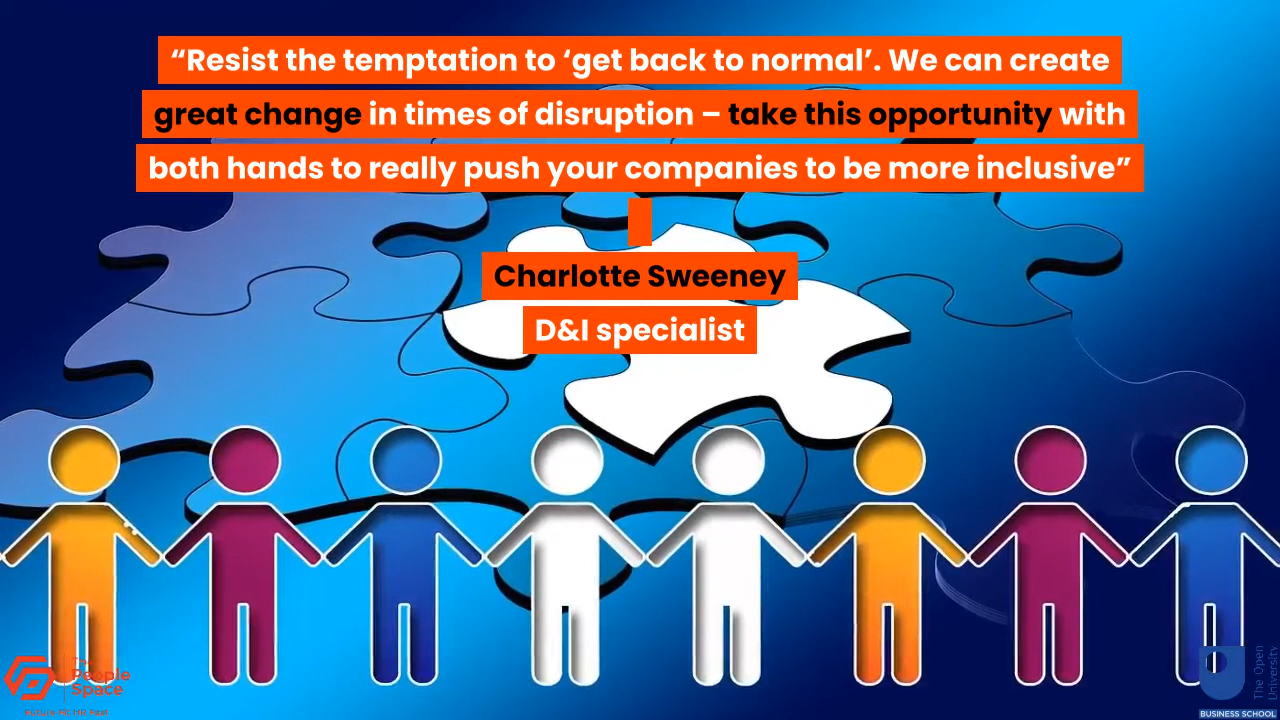 “Resist the temptation to ‘get back to normal’. We can create
great change in times of disruption – take this opportunity with
both hands to really push your companies to be more inclusive”
Charlotte Sweeney
D&I specialist
The
People
Space
The Open
University
BUSINESS SCHOOL